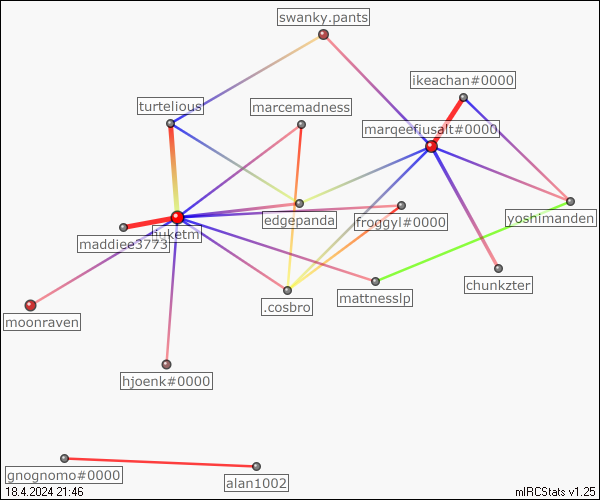 swanky.pants
ikeachan#0000
turtelious
marcemadness
marqeefiusalt#0000
edgepanda
froggyl#0000
yoshimanden
maddiee3773
chunkzter
mattnesslp
.cosbro
moonraven
hjoenk#0000
gnognomo#0000
alan1002
18.4.2024 21:46
mIRCStats v1.25